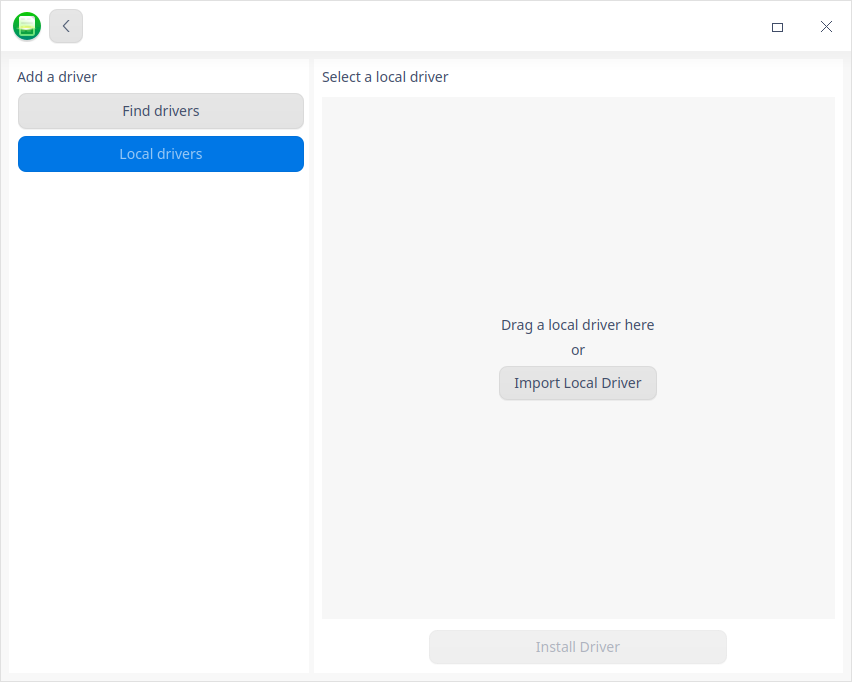 Add a driver
Find drivers
Local drivers
Select a local driver
Drag a local driver here
or
Import Local Driver
Install Driver